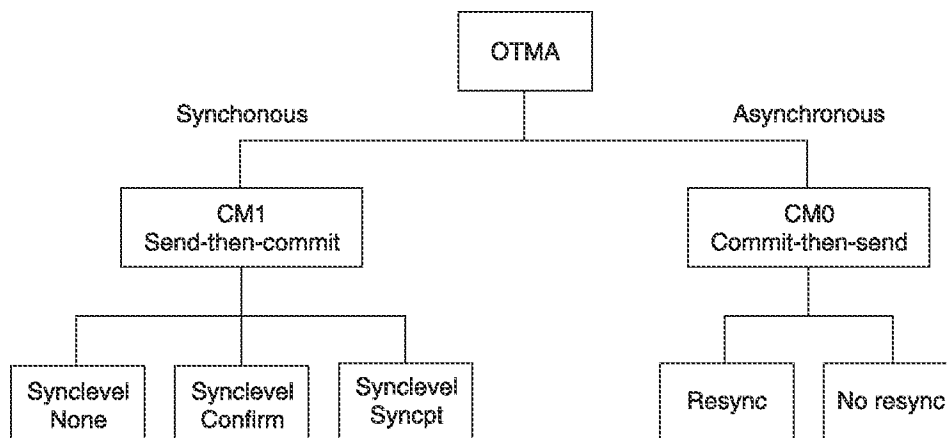 OTMA
Synchonous
Asynchronous
CM1
Send-then-commit
CM0
Commit-then-send
Synclevel
None
Synclevel
Confirm
Synclevel
Syncpt
Resync
No resync